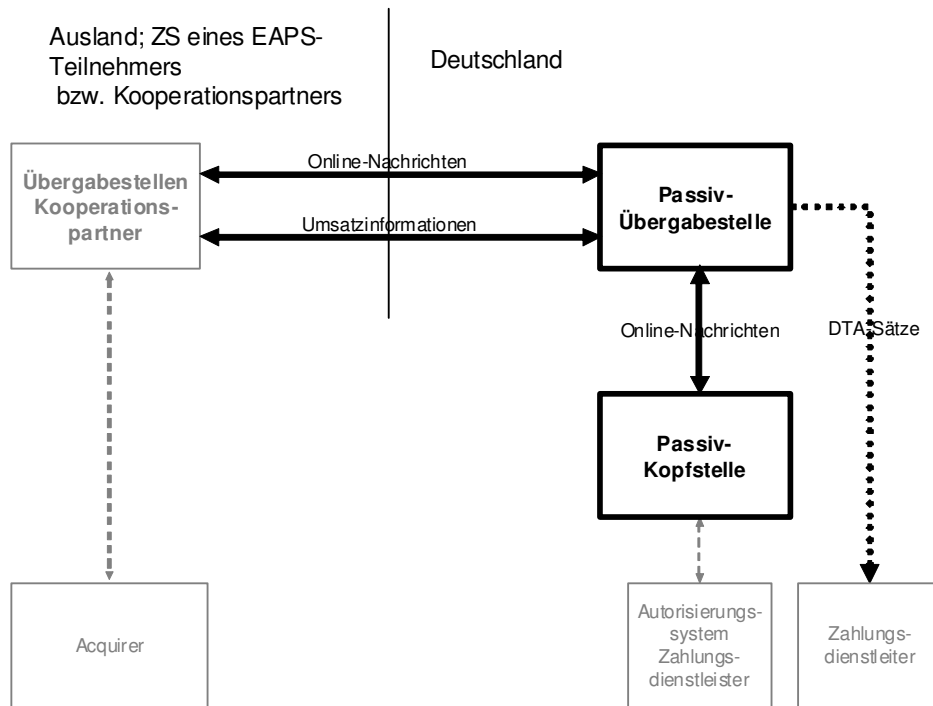 Ausland; ZS eines EAPS-
Teilnehmers
bzw. Kooperationspartners
Deutschland
Übergabestellen
Kooperations-
partner
Online-Nachrichten
Umsatzinformationen
Passiv-
Übergabestelle
Online-Nachrichten
DTA-Sätze
Passiv-
Kopfstelle
Acquirer
Autorisierungs-
system
Zahlungs-
dienstleister
Zahlungs-
dienstleiter